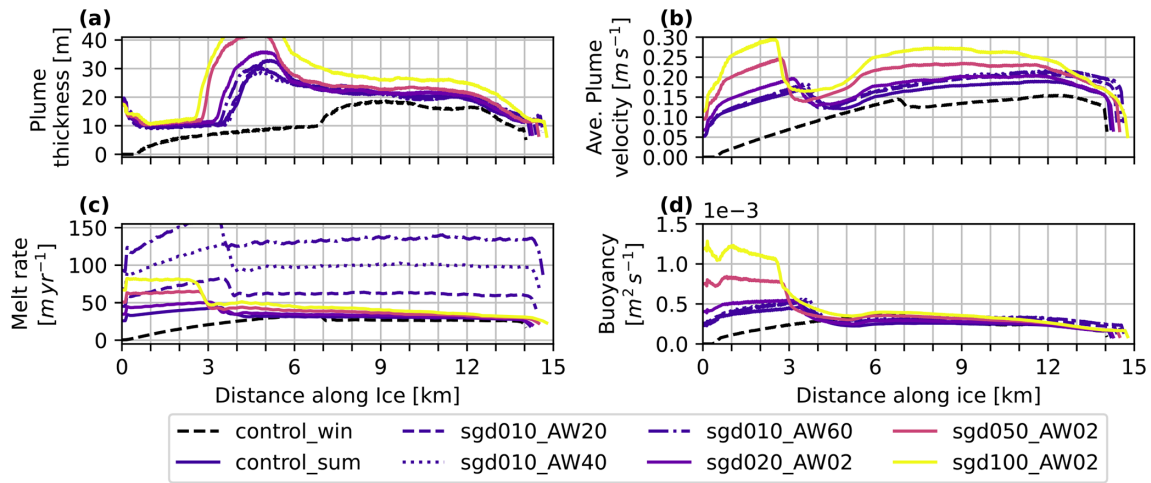 (a)
(b)
Plume
thickness [m]
40
30
20
10
0
Ave. Plume
velocity [m s⁻¹]
0.30
0.25
0.20
0.15
0.10
0.05
0.00
(c)
(d)
1e−3
Melt rate
[m yr⁻¹]
150
100
50
0
Buoyancy
[m² s⁻¹]
1.5
1.0
0.5
0.0
0 3 6 9 12 15
0 3 6 9 12 15
Distance along Ice [km]
Distance along ice [km]
control_win sgd010_AW20 sgd010_AW60 sgd050_AW02
control_sum sgd010_AW40 sgd020_AW02 sgd100_AW02